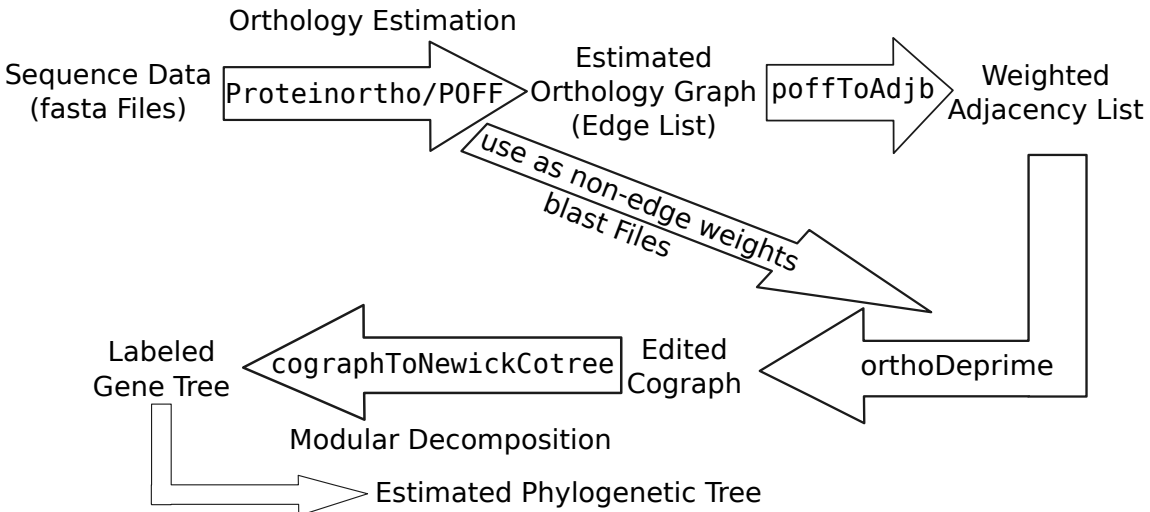 Orthology Estimation
Sequence Data
(fasta Files)
Proteinortho/POFF
Estimated
Orthology Graph
(Edge List)
poffToAdjb
Weighted
Adjacency List
use as non-edge weights
blast Files
orthoDeprime
Edited
Cograph
cographToNewickCotree
Modular Decomposition
Labeled
Gene Tree
Estimated Phylogenetic Tree